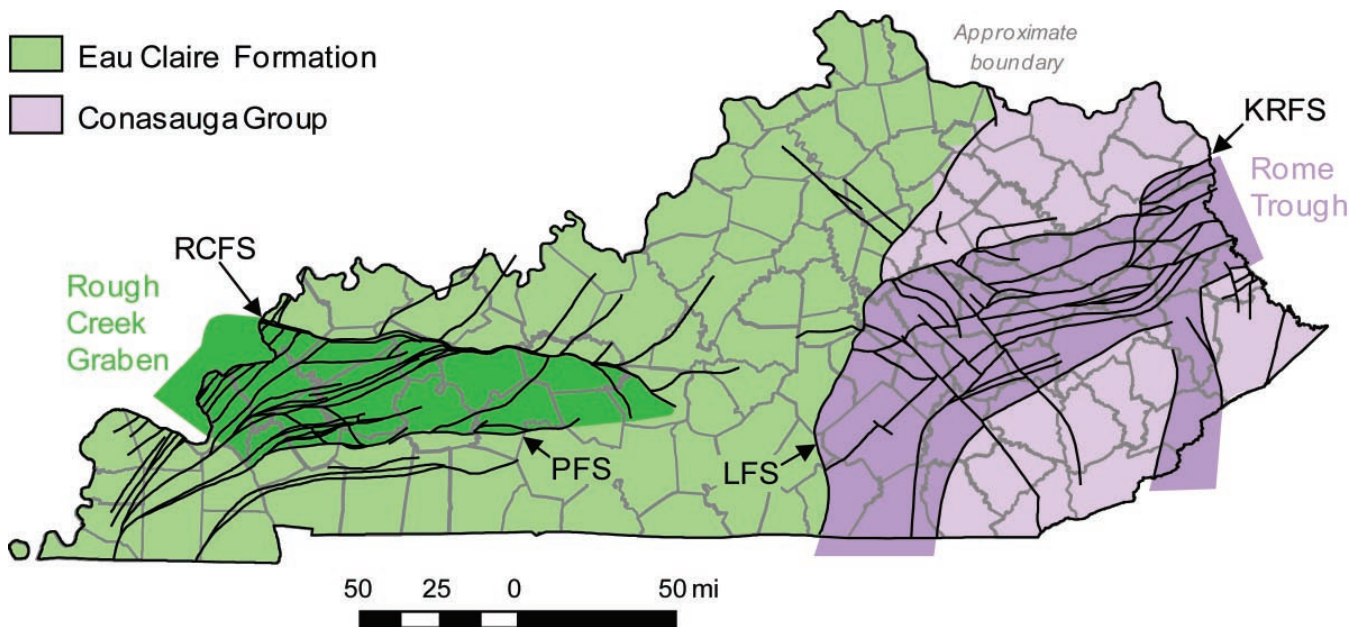 Eau Claire Formation
Conasauga Group
Approximate
boundary
KRFS
Rome
Trough
RCFS
Rough
Creek
Graben
PFS
LFS
50 25 0 50 mi